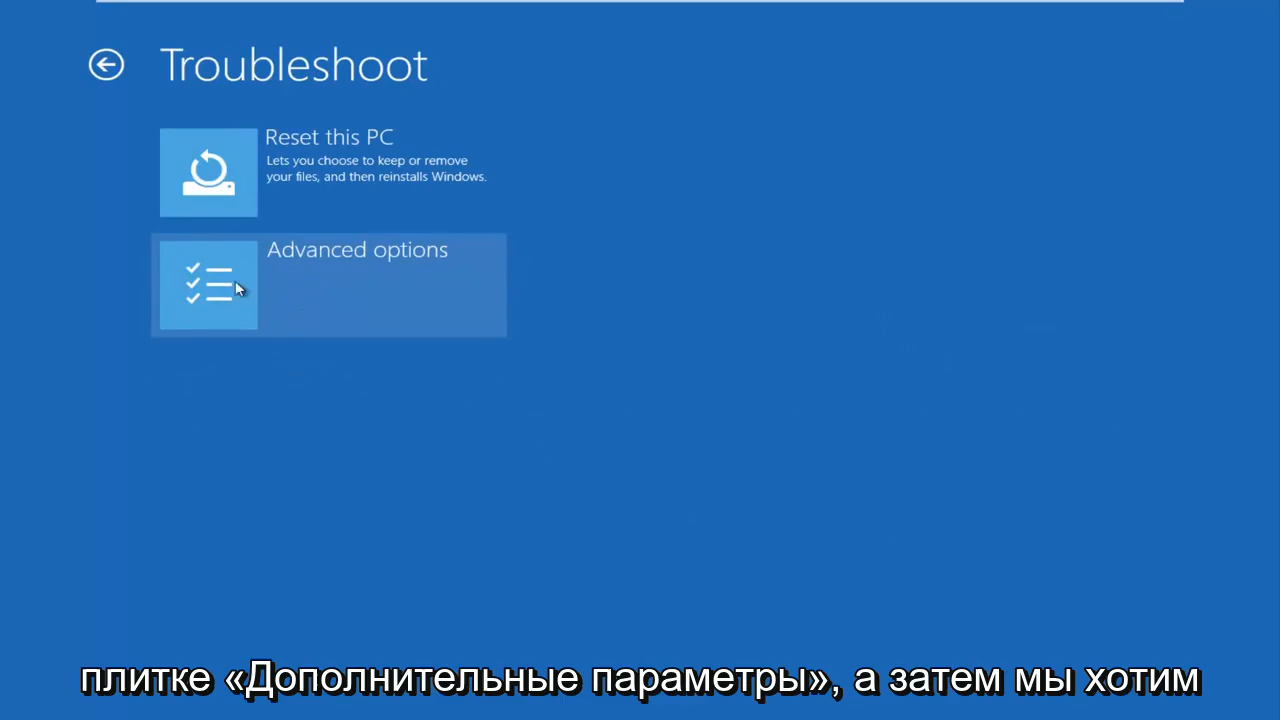 Troubleshoot
Reset this PC
Lets you choose to keep or remove
your files, and then reinstalls Windows.
Advanced options
плитке «Дополнительные параметры», а затем мы хотим